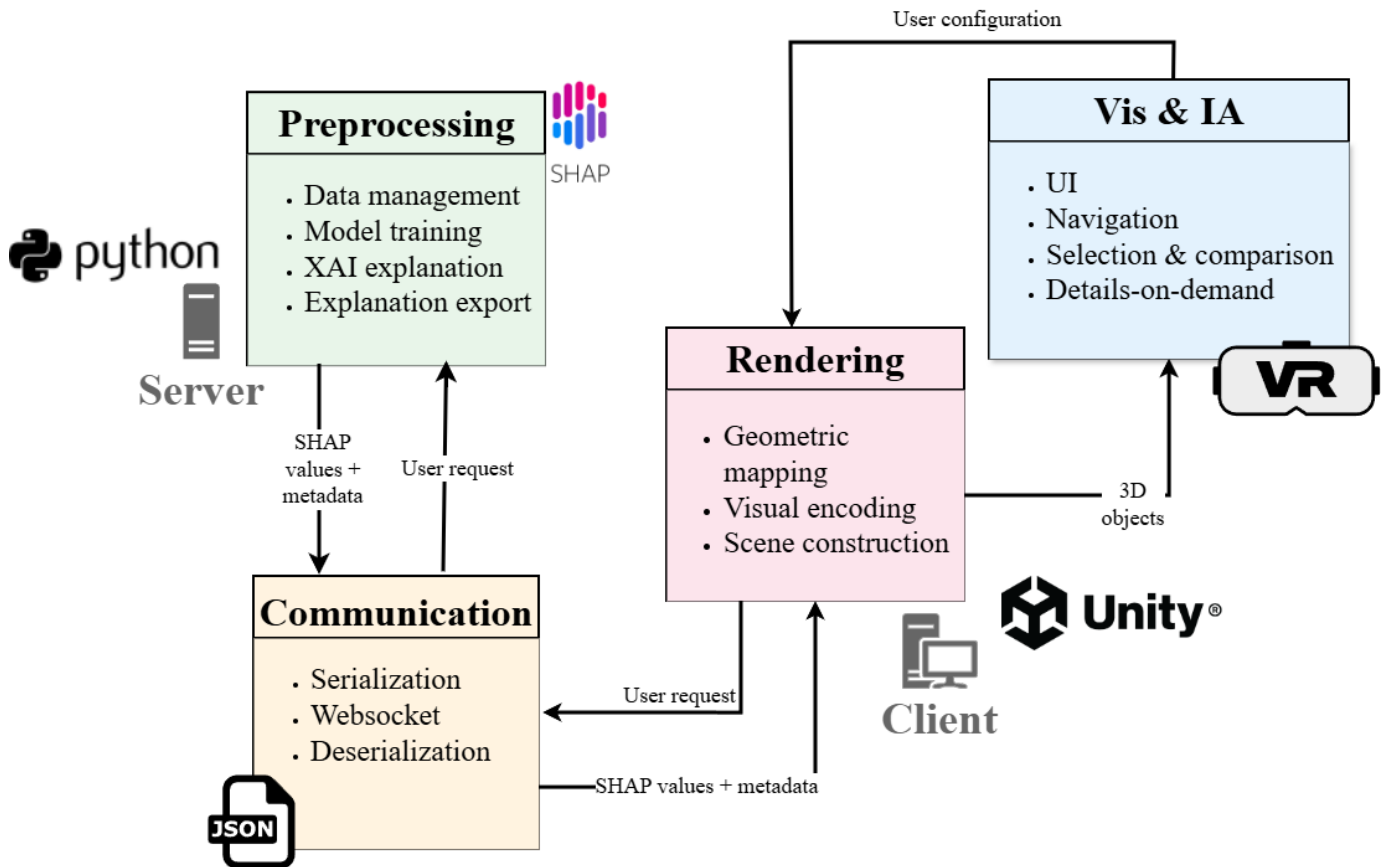 User configuration
Preprocessing
• Data management
• Model training
• XAI explanation
• Explanation export
SHAP
python
Server
SHAP
values +
metadata
User request
Communication
• Serialization
• Websocket
• Deserialization
JSON
User request
SHAP values + metadata
Rendering
• Geometric
mapping
• Visual encoding
• Scene construction
Client
Unity®
3D
objects
Vis & IA
• UI
• Navigation
• Selection & comparison
• Details-on-demand
VR